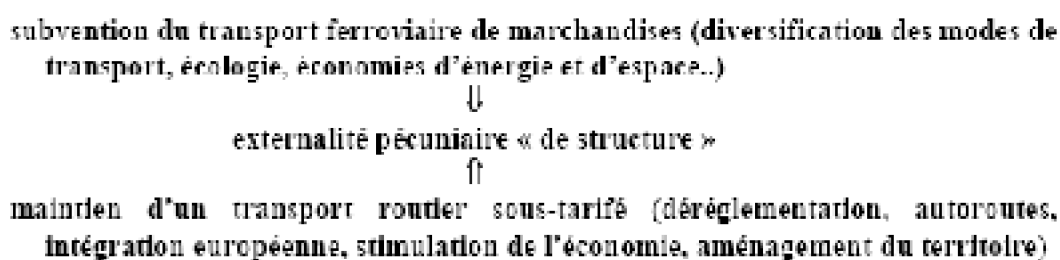 subvention du transport ferroviaire de marchandises (diversification des modes de
transport, écologie, économies d'énergie et d'espace..)
⇓
externalité pécuniaire « de structure »
⇑
maintien d'un transport routier sous-tarifé (déréglementation, autoroutes,
intégration européenne, stimulation de l'économie, aménagement du territoire)